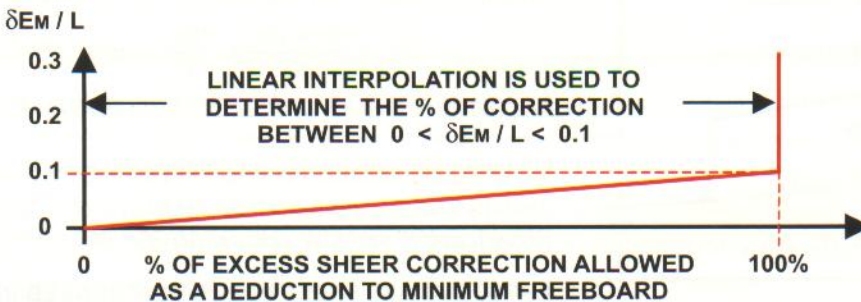 δEM / L
0.3
LINEAR INTERPOLATION IS USED TO
0.2
DETERMINE THE % OF CORRECTION
BETWEEN 0 < δEM / L < 0.1
0.1
0
0
% OF EXCESS SHEER CORRECTION ALLOWED
100%
AS A DEDUCTION TO MINIMUM FREEBOARD